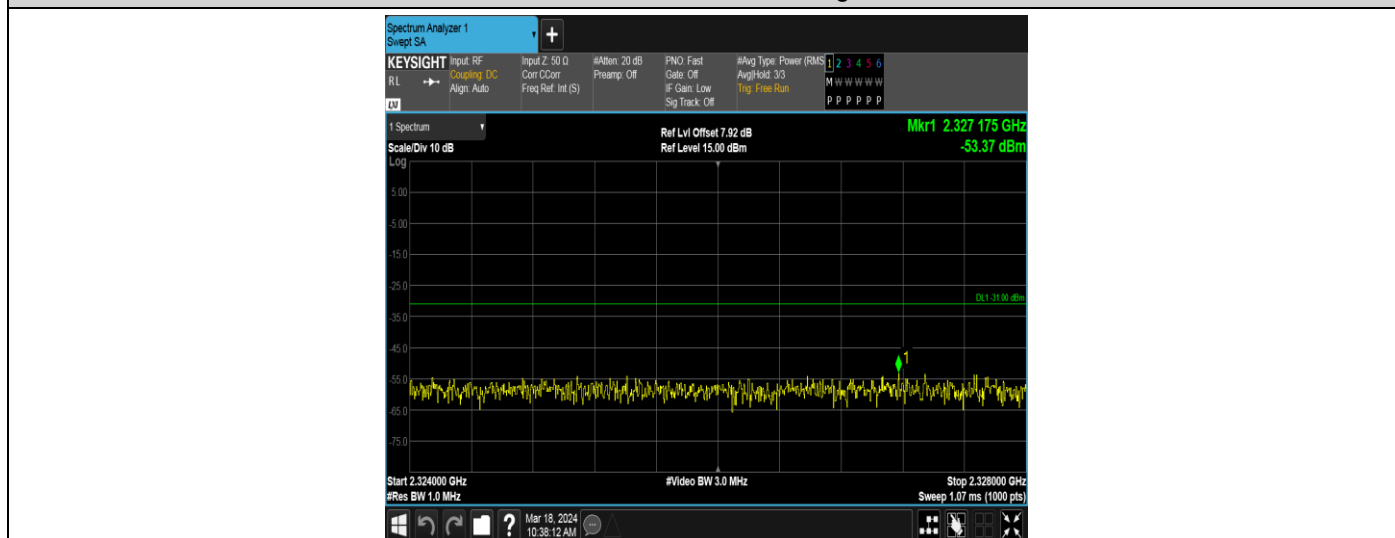 Spectrum Analyzer 1
Swept SA
+
KEYSIGHT
RL
Input: RF
Coupling: DC
Align: Auto
Input Z: 50 Ω
Corr CCorr
Freq Ref: Int (S)
#Atten: 20 dB
Preamp: Off
PNO: Fast
Gate: Off
IF Gain: Low
Sig Track: Off
#Avg Type: Power (RMS
Avg|Hold: 3/3
Trig: Free Run
1 2 3 4 5 6
M W W W W W
P P P P P P
1 Spectrum
Scale/Div 10 dB
Ref Lvl Offset 7.92 dB
Ref Level 15.00 dBm
Mkr1 2.327 175 GHz
-53.37 dBm
Log
5.00
-5.00
-15.0
-25.0
DL1 -31.00 dBm
-35.0
-45.0
1
-55.0
-65.0
-75.0
Start 2.324000 GHz
#Video BW 3.0 MHz
Stop 2.328000 GHz
#Res BW 1.0 MHz
Sweep 1.07 ms (1000 pts)
?
Mar 18, 2024
10:38:12 AM